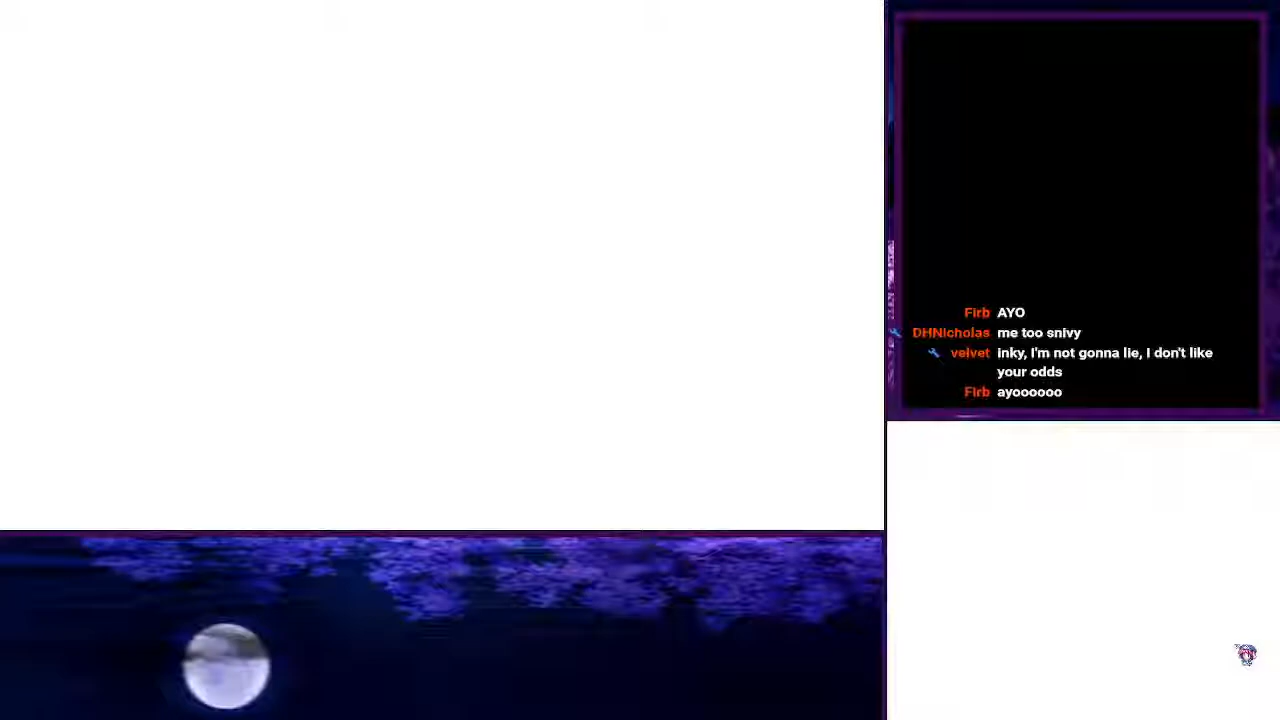 Firb AYO
DHNicholas me too snivy
velvet inky, I'm not gonna lie, I don't like
your odds
Firb ayoooooo